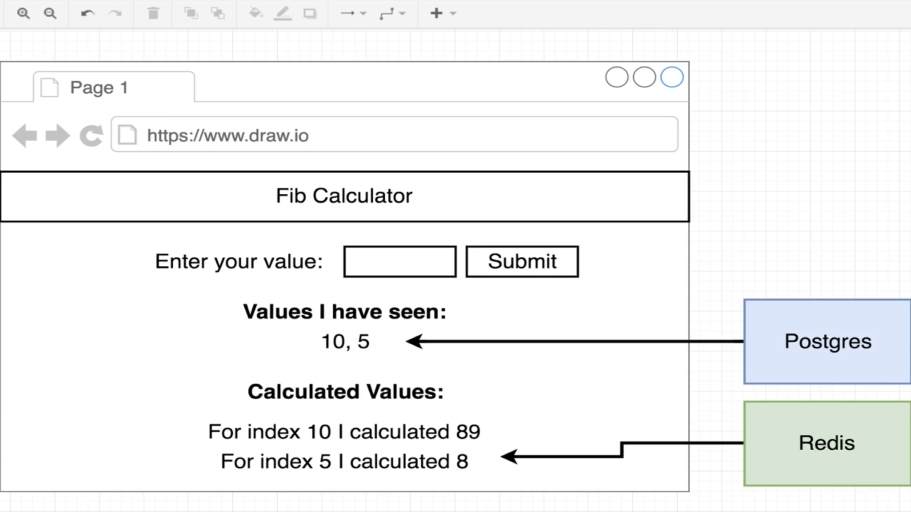 Page 1
https://www.draw.io
Fib Calculator
Enter your value: Submit
Values I have seen:
10, 5
Postgres
Calculated Values:
For index 10 I calculated 89
Redis
For index 5 I calculated 8